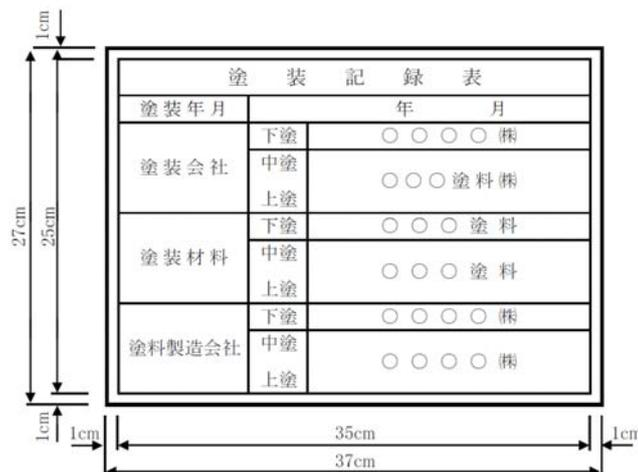 1cm
27cm
25cm
塗装記録表
塗装年月 年 月
塗装会社 下塗 ○○○○㈱
中塗
上塗 ○○○塗料㈱
塗装材料 下塗 ○○○塗料
中塗
上塗 ○○○塗料
塗料製造会社 下塗 ○○○○㈱
中塗
上塗 ○○○○㈱
1cm
1cm 35cm 1cm
37cm